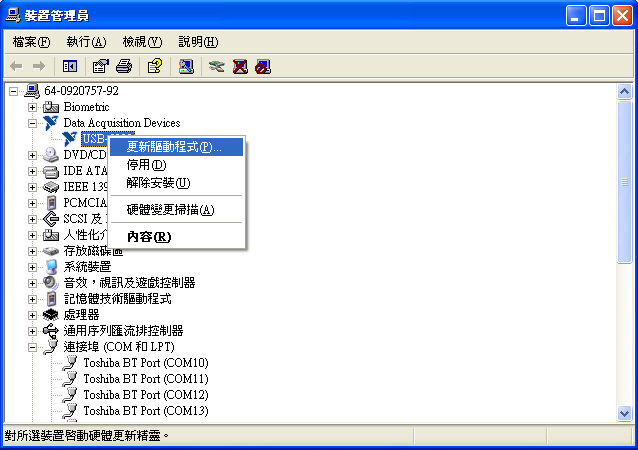 裝置管理員
檔案(F) 執行(A) 檢視(V) 說明(H)
64-0920757-92
Biometric
Data Acquisition Devices
USB-
更新驅動程式(P)...
DVD/CD
停用(D)
IDE ATA
解除安裝(U)
IEEE 139
PCMCIA
硬體變更掃描(A)
SCSI 及
人性化介
內容(R)
存放磁碟區
系統裝置
音效，視訊及遊戲控制器
記憶體技術驅動程式
處理器
通用序列匯流排控制器
連接埠 (COM 和 LPT)
Toshiba BT Port (COM10)
Toshiba BT Port (COM11)
Toshiba BT Port (COM12)
Toshiba BT Port (COM13)
對所選裝置啟動硬體更新精靈。